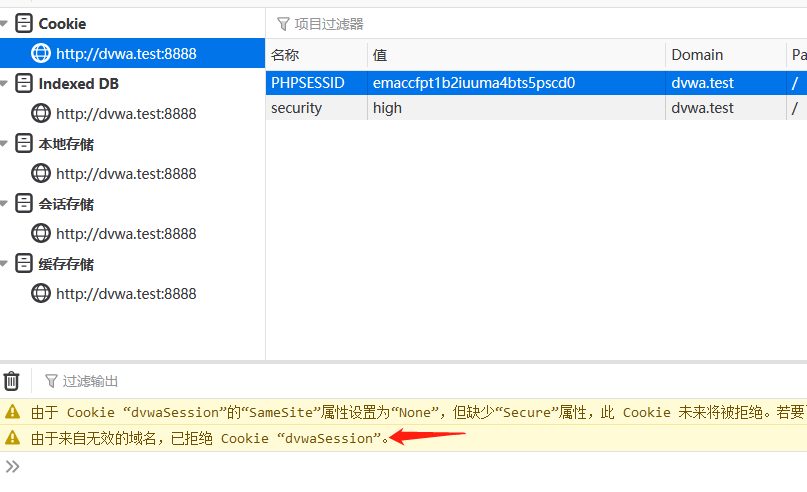 Cookie
http://dvwa.test:8888
Indexed DB
http://dvwa.test:8888
本地存储
http://dvwa.test:8888
会话存储
http://dvwa.test:8888
缓存存储
http://dvwa.test:8888
项目过滤器
名称 值 Domain Pa
PHPSESSID emaccfpt1b2iuuma4bts5pscd0 dvwa.test /
security high dvwa.test /
过滤输出
由于 Cookie “dvwaSession”的“SameSite”属性设置为“None”，但缺少“Secure”属性，此 Cookie 未来将被拒绝。若要
由于来自无效的域名，已拒绝 Cookie “dvwaSession”。